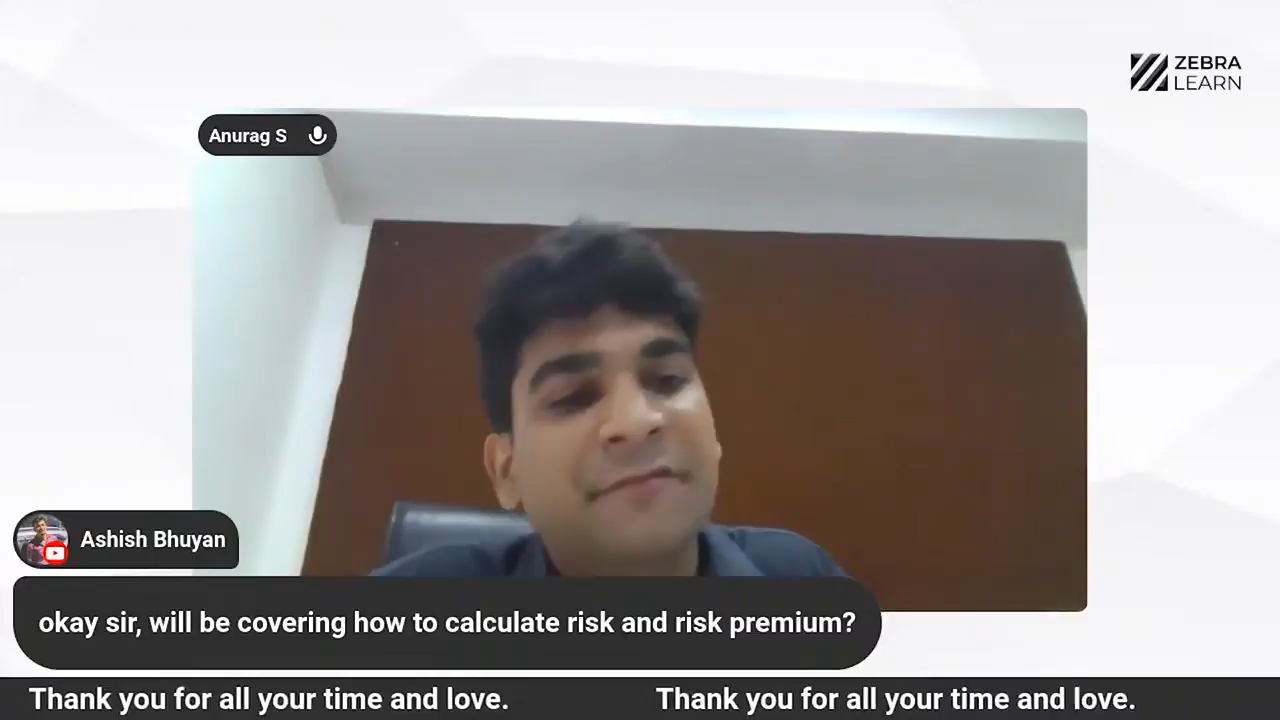 ZEBRA
LEARN
Anurag S
Ashish Bhuyan
okay sir, will be covering how to calculate risk and risk premium?
Thank you for all your time and love. Thank you for all your time and love.